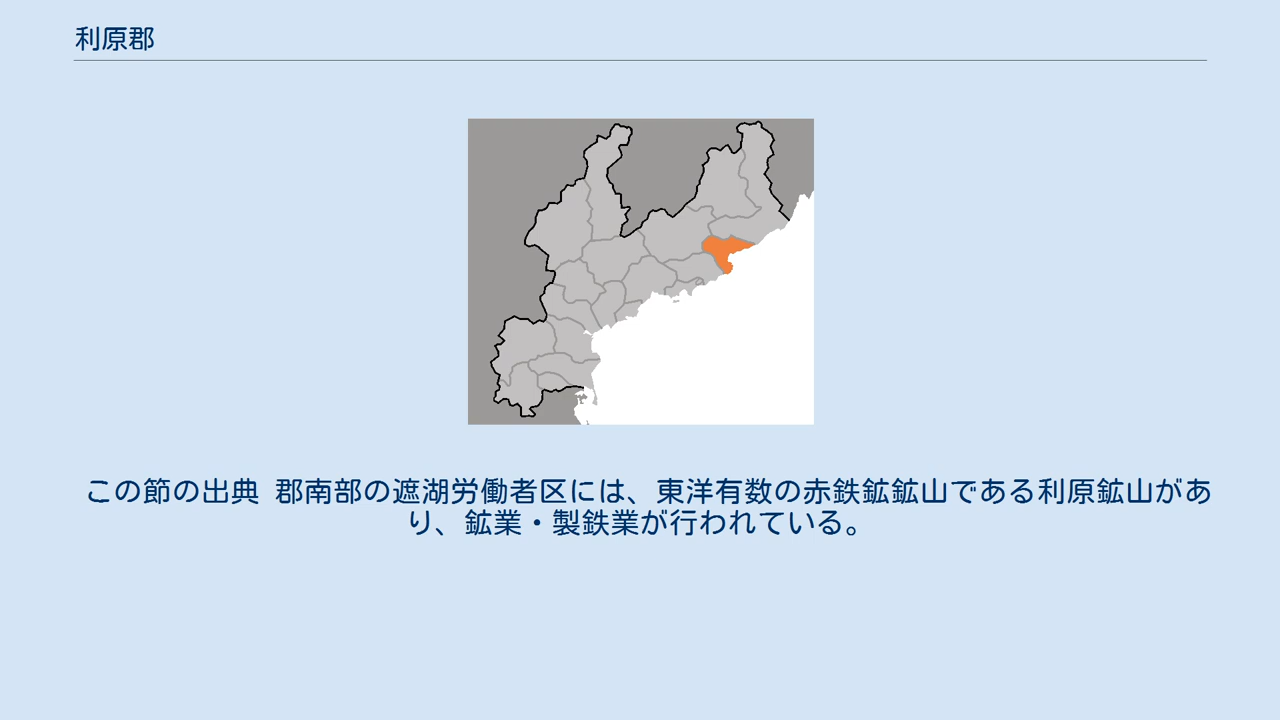 利原郡
この節の出典 郡南部の遮湖労働者区には、東洋有数の赤鉄鉱鉱山である利原鉱山があ
り、鉱業・製鉄業が行われている。